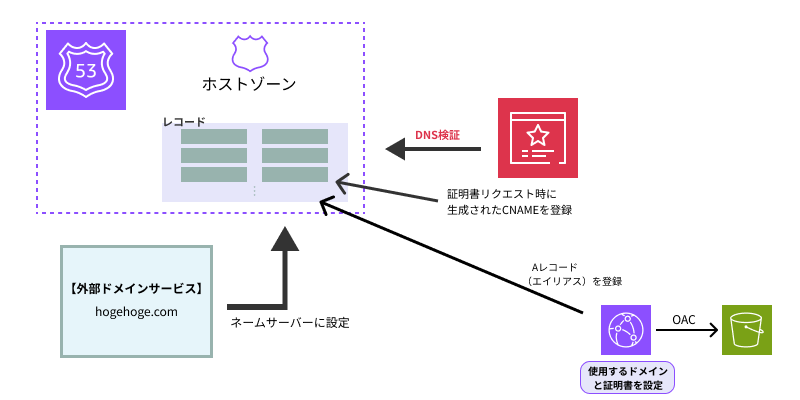 53
ホストゾーン
レコード
DNS検証
証明書リクエスト時に
生成されたCNAMEを登録
【外部ドメインサービス】
hogehoge.com
ネームサーバーに設定
Aレコード
（エイリアス）を登録
OAC
使用するドメイン
と証明書を設定